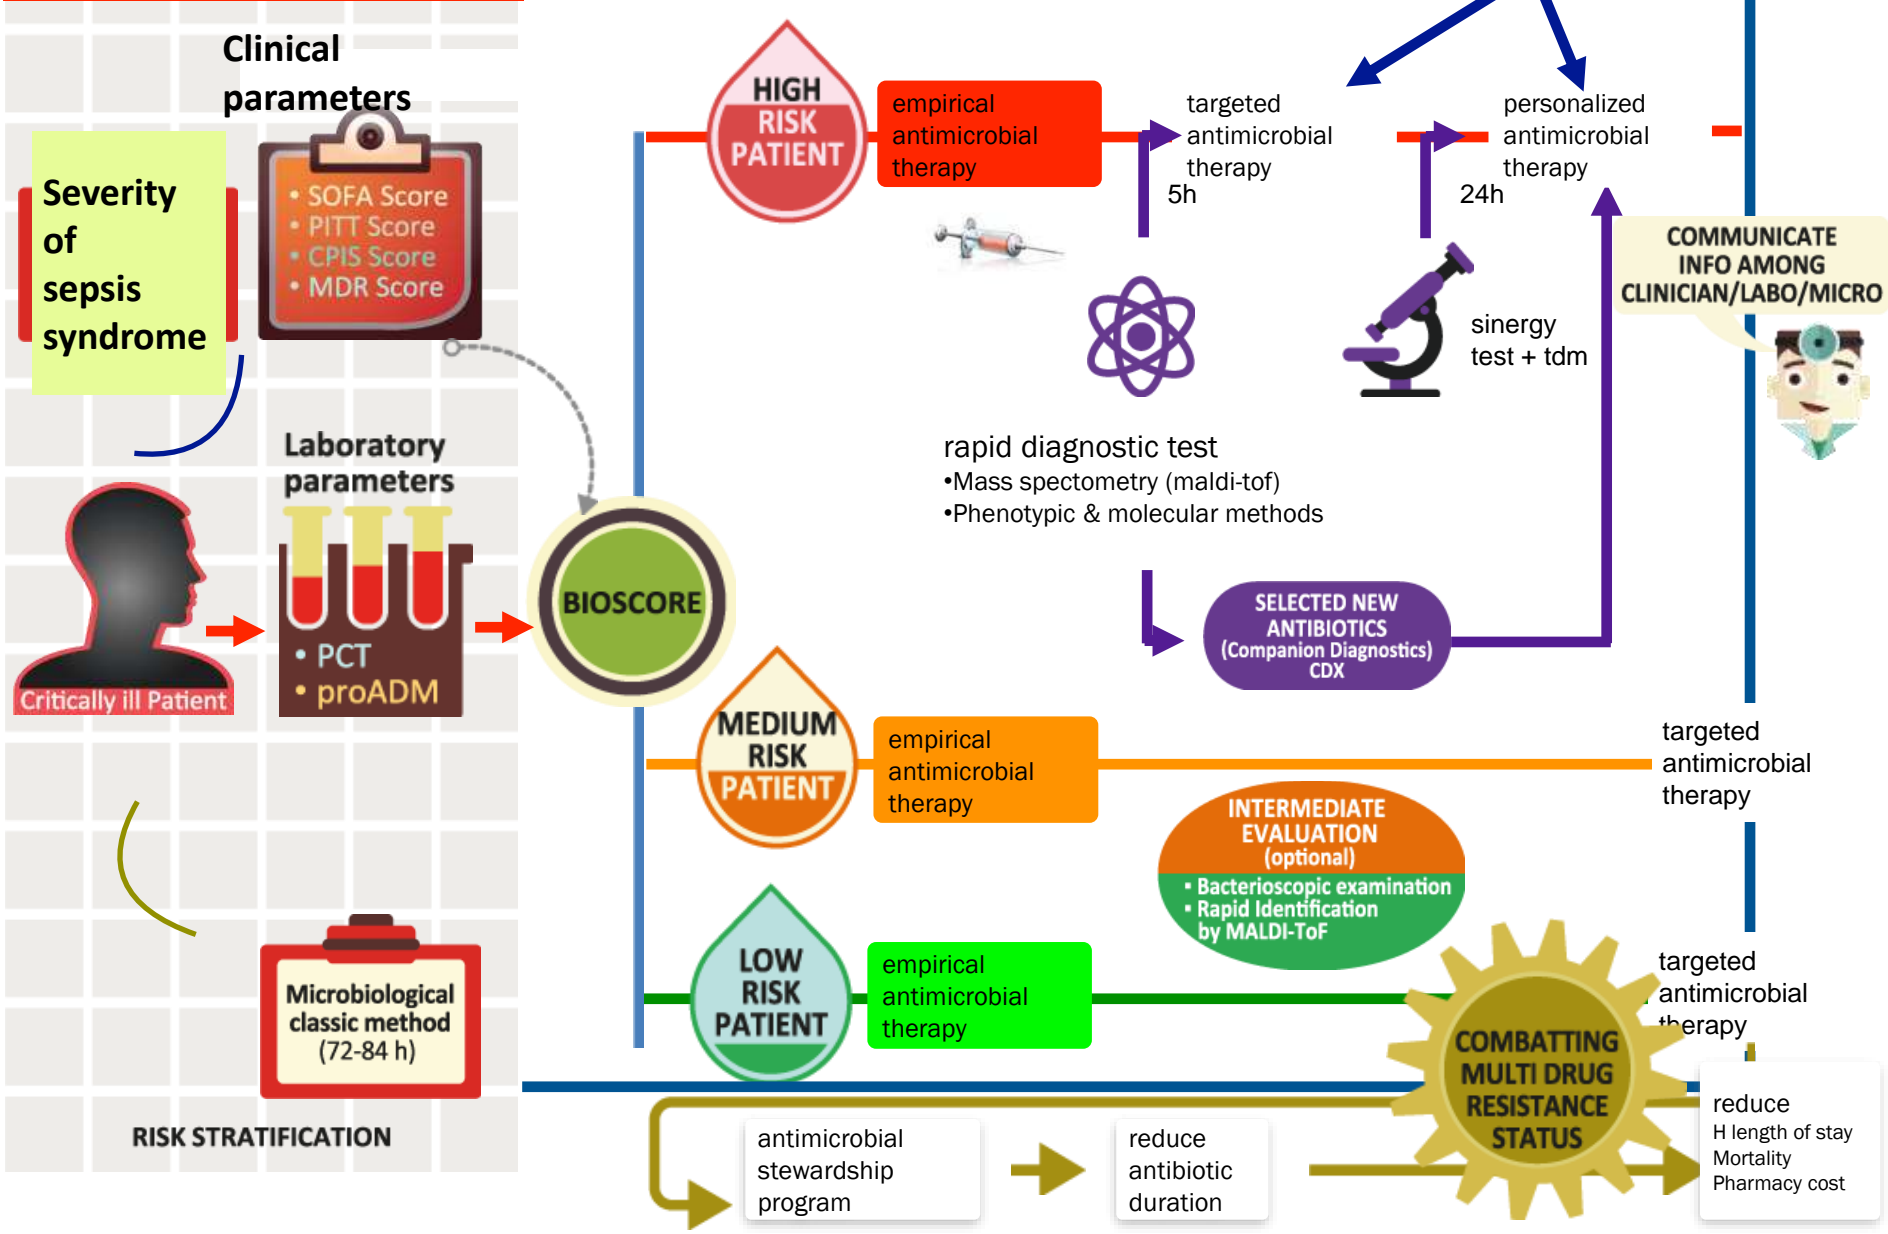 Clinical
parameters
Severity
of
sepsis
syndrome
• SOFA Score
• PITT Score
• CPIS Score
• MDR Score
Laboratory
parameters
• PCT
• proADM
Critically ill Patient
Microbiological
classic method
(72-84 h)
RISK STRATIFICATION
BIOSCORE
HIGH
RISK
PATIENT
empirical
antimicrobial
therapy
targeted
antimicrobial
therapy
5h
personalized
antimicrobial
therapy
24h
COMMUNICATE
INFO AMONG
CLINICIAN/LABO/MICRO
sinergy
test + tdm
rapid diagnostic test
•Mass spectometry (maldi-tof)
•Phenotypic & molecular methods
SELECTED NEW
ANTIBIOTICS
(Companion Diagnostics)
CDX
MEDIUM
RISK
PATIENT
empirical
antimicrobial
therapy
targeted
antimicrobial
therapy
INTERMEDIATE
EVALUATION
(optional)
▪ Bacterioscopic examination
▪ Rapid Identification
by MALDI-ToF
LOW
RISK
PATIENT
empirical
antimicrobial
therapy
targeted
antimicrobial
therapy
COMBATTING
MULTI DRUG
RESISTANCE
STATUS
antimicrobial
stewardship
program
reduce
antibiotic
duration
reduce
H length of stay
Mortality
Pharmacy cost